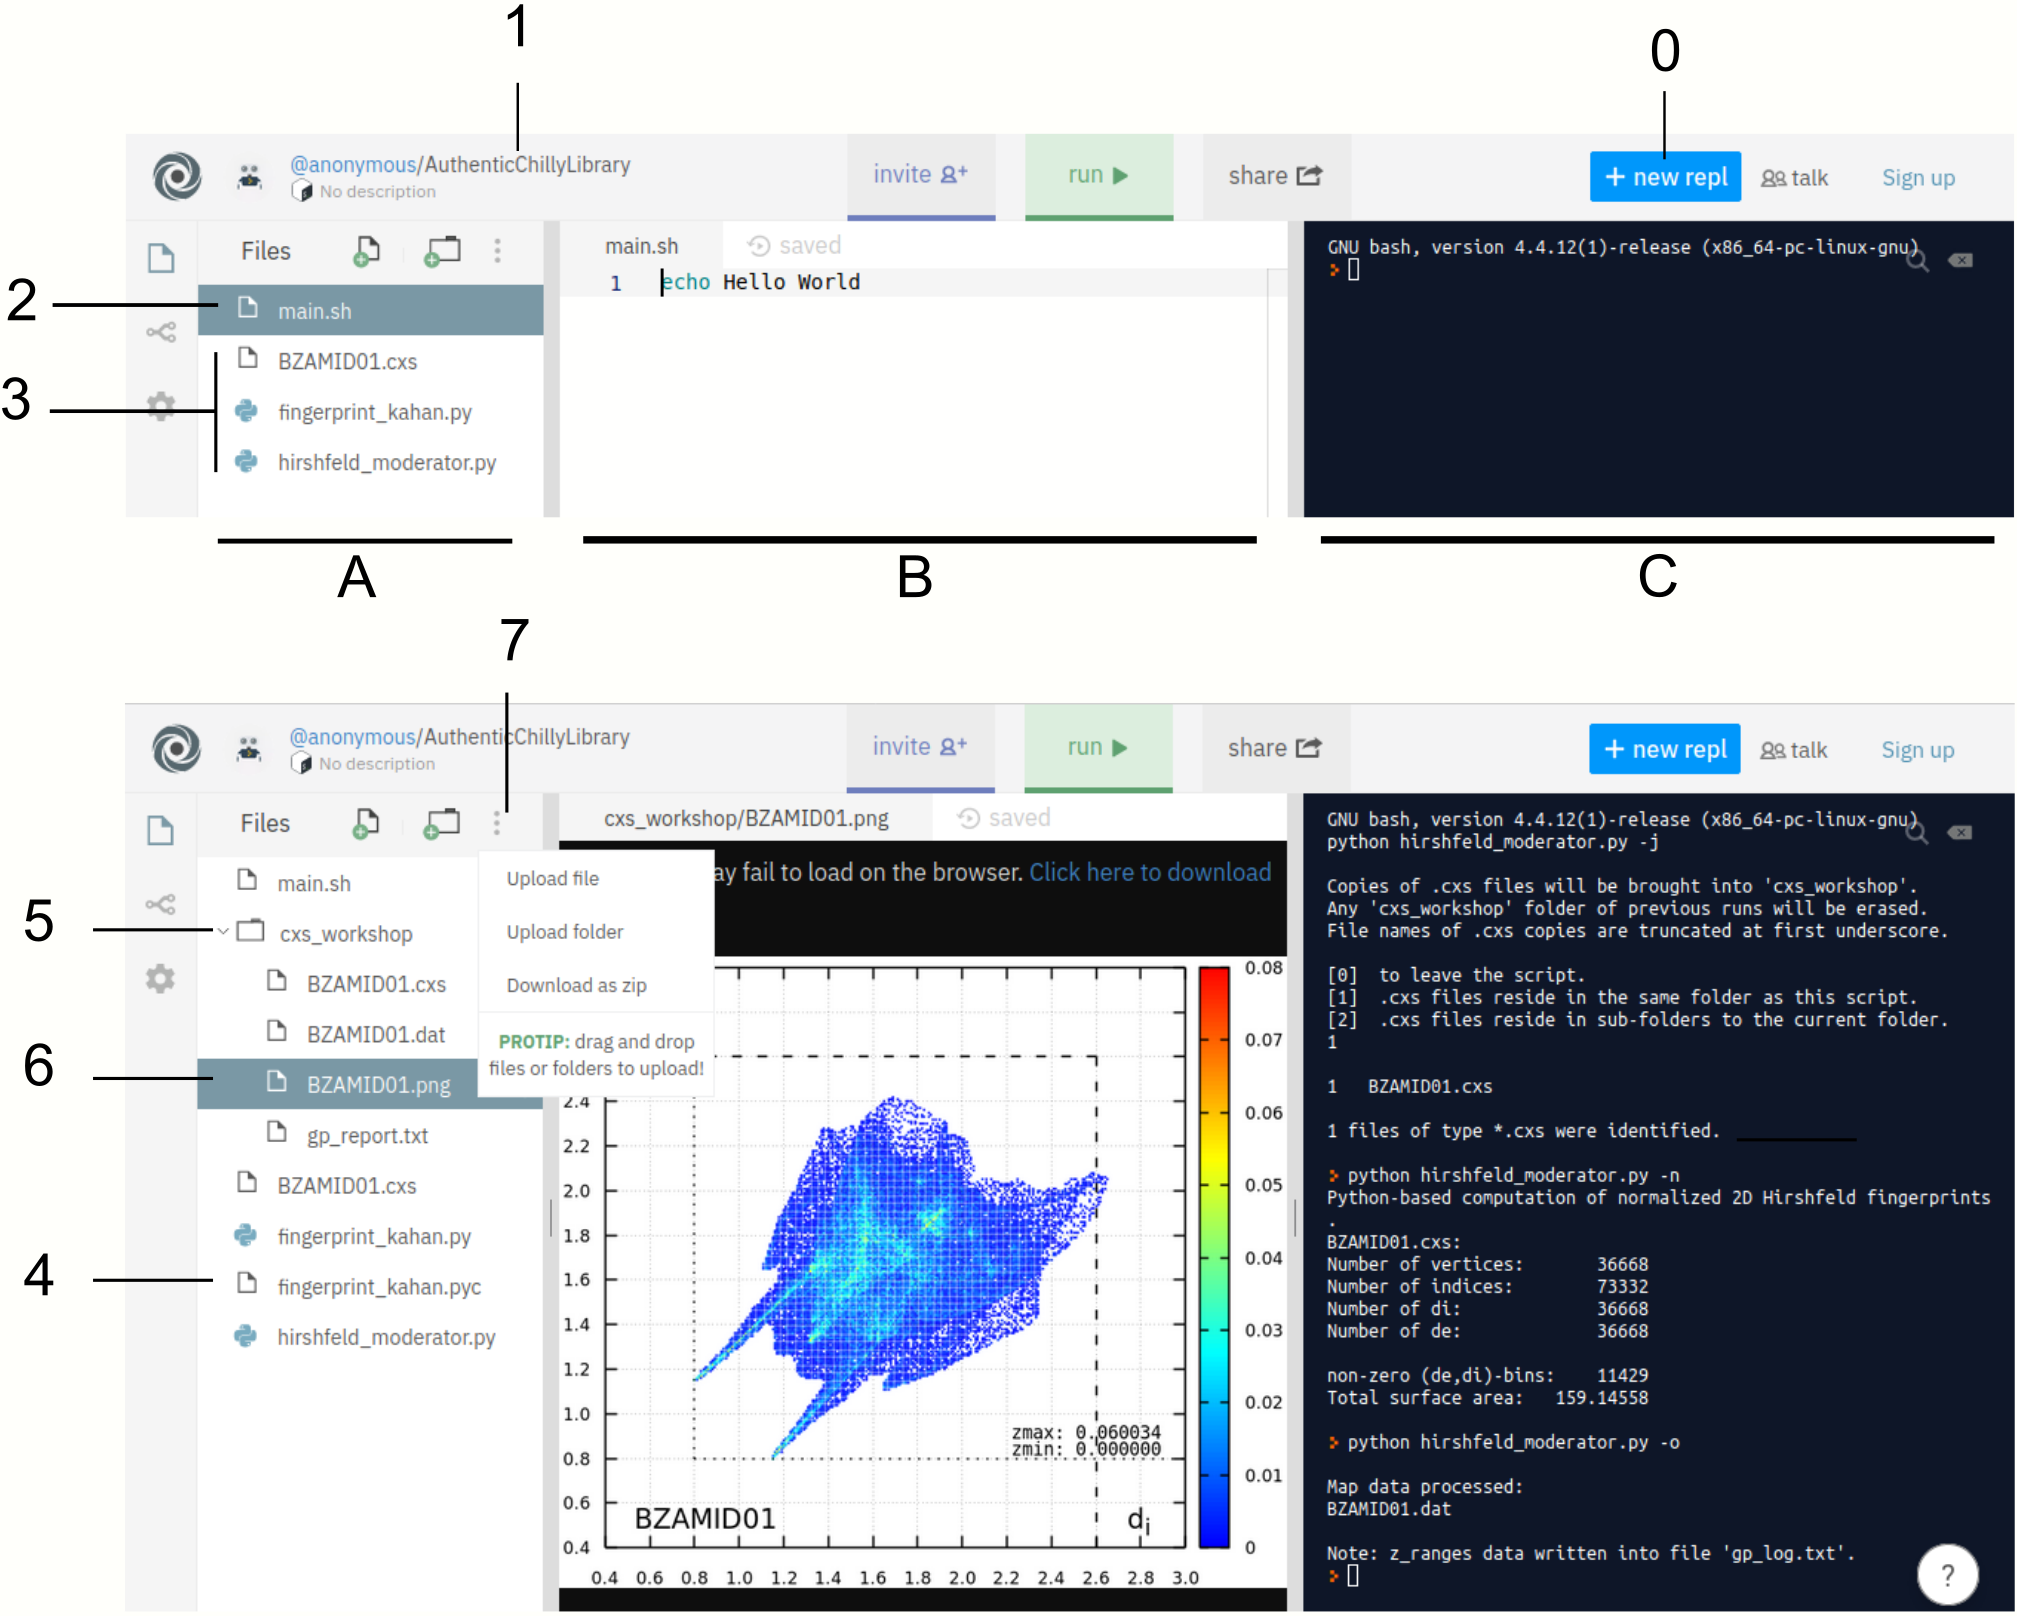 1
0
@anonymous/AuthenticChillyLibrary
No description
invite
run
share
+ new repl
talk
Sign up
Files
2
main.sh
3
BZAMID01.cxs
fingerprint_kahan.py
hirshfeld_moderator.py
main.sh
saved
1 echo Hello World
GNU bash, version 4.4.12(1)-release (x86_64-pc-linux-gnu)
A
B
C
7
@anonymous/AuthenticChillyLibrary
No description
invite
run
share
+ new repl
talk
Sign up
Files
main.sh
5
cxs_workshop
BZAMID01.cxs
BZAMID01.dat
6
BZAMID01.png
gp_report.txt
BZAMID01.cxs
fingerprint_kahan.py
4
fingerprint_kahan.pyc
hirshfeld_moderator.py
Upload file
Upload folder
Download as zip
PROTIP: drag and drop
files or folders to upload!
cxs_workshop/BZAMID01.png
saved
ay fail to load on the browser. Click here to download
2.4
2.2
2.0
1.8
1.6
1.4
1.2
1.0
0.8
0.6
0.4
zmax: 0.060034
zmin: 0.000000
BZAMID01
di
0.4 0.6 0.8 1.0 1.2 1.4 1.6 1.8 2.0 2.2 2.4 2.6 2.8 3.0
0.08
0.07
0.06
0.05
0.04
0.03
0.02
0.01
0
GNU bash, version 4.4.12(1)-release (x86_64-pc-linux-gnu)
python hirshfeld_moderator.py -j
Copies of .cxs files will be brought into 'cxs_workshop'.
Any 'cxs_workshop' folder of previous runs will be erased.
File names of .cxs copies are truncated at first underscore.
[0] to leave the script.
[1] .cxs files reside in the same folder as this script.
[2] .cxs files reside in sub-folders to the current folder.
1
1 BZAMID01.cxs
1 files of type *.cxs were identified.
python hirshfeld_moderator.py -n
Python-based computation of normalized 2D Hirshfeld fingerprints
.
BZAMID01.cxs:
Number of vertices: 36668
Number of indices: 73332
Number of di: 36668
Number of de: 36668
non-zero (de,di)-bins: 11429
Total surface area: 159.14558
python hirshfeld_moderator.py -o
Map data processed:
BZAMID01.dat
Note: z_ranges data written into file 'gp_log.txt'.
?